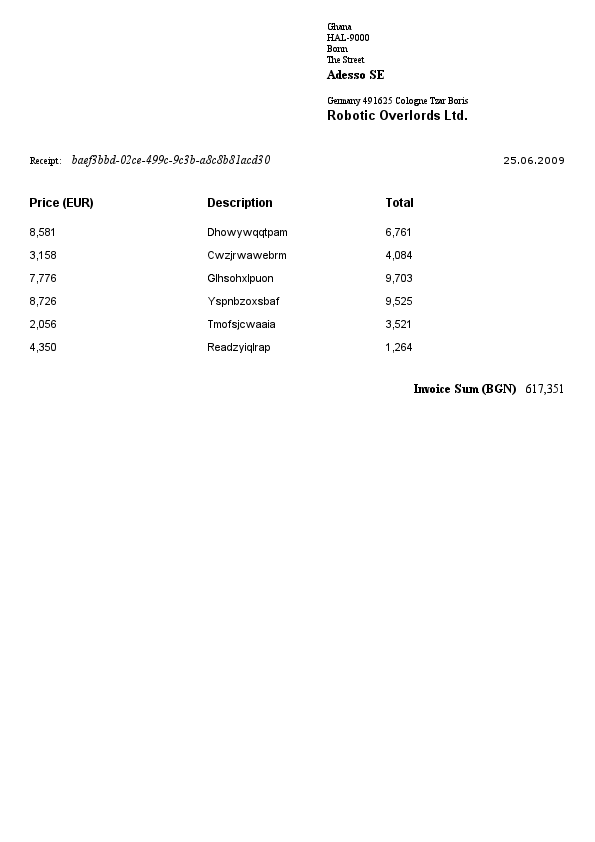 Ghana
HAL-9000
Bonn
The Street
Adesso SE
Germany 491625 Cologne Tzar Boris
Robotic Overlords Ltd.
Receipt: baef3bbd-02ce-499c-9c3b-a8c8b81acd30 25.06.2009
Price (EUR) Description Total
8,581 Dhowywqqtpam 6,761
3,158 Cwzjrwawebrm 4,084
7,776 Glhsohxlpuon 9,703
8,726 Yspnbzoxsbaf 9,525
2,056 Tmofsjcwaaia 3,521
4,350 Readzyiqlrap 1,264
Invoice Sum (BGN) 617,351